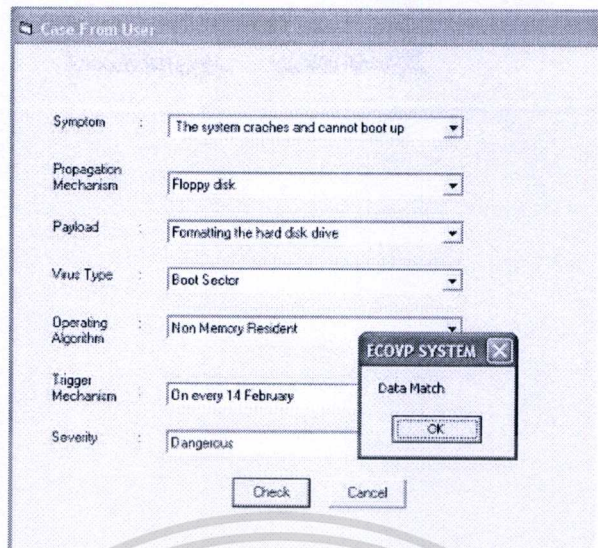 Case From User
Symptom : The system craches and cannot boot up
Propagation
Mechanism Floppy disk
Payload : Formatting the hard disk drive
Virus Type : Boot Sector
Operating : Non Memory Resident
Algorithm
ECOVP SYSTEM
Data Match
OK
Trigger :
Mechanism On every 14 February
Severity : Dangerous
Check Cancel